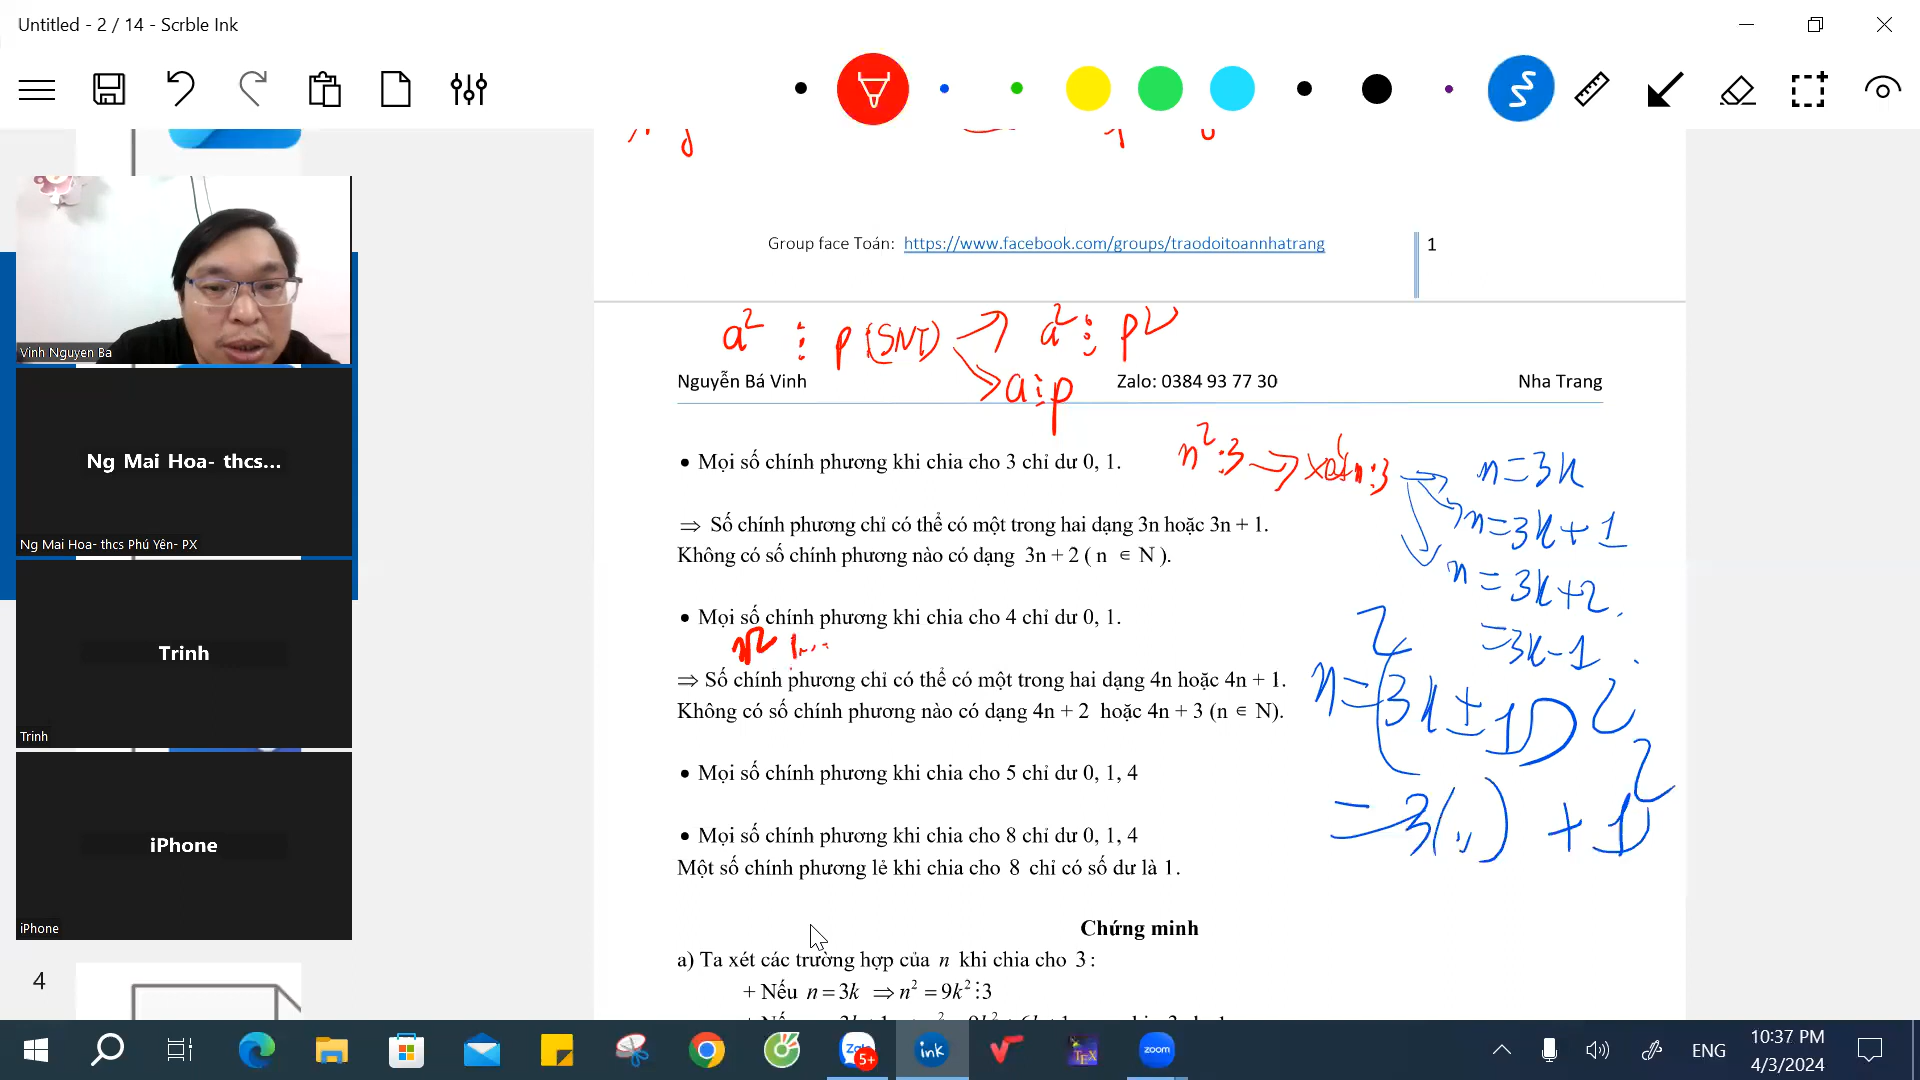 Untitled - 2 / 14 - Scrble Ink
Group face Toán: https://www.facebook.com/groups/traodoitoannhatrang
1
a² ⋮ p (SNT) → a² ⋮ p²
→ a ⋮ p
Nguyễn Bá Vinh Zalo: 0384 93 77 30 Nha Trang
• Mọi số chính phương khi chia cho 3 chỉ dư 0, 1.
n² : 3 → xét n : 3
n = 3k
n = 3k + 1
n = 3k + 2
= 3k - 1
n² = (3k ± 1)²
= 3(..) + 1²
⇒ Số chính phương chỉ có thể có một trong hai dạng 3n hoặc 3n + 1.
Không có số chính phương nào có dạng 3n + 2 ( n ∈ N ).
• Mọi số chính phương khi chia cho 4 chỉ dư 0, 1.
⇒ Số chính phương chỉ có thể có một trong hai dạng 4n hoặc 4n + 1.
Không có số chính phương nào có dạng 4n + 2 hoặc 4n + 3 (n ∈ N).
• Mọi số chính phương khi chia cho 5 chỉ dư 0, 1, 4
• Mọi số chính phương khi chia cho 8 chỉ dư 0, 1, 4
Một số chính phương lẻ khi chia cho 8 chỉ có số dư là 1.
Chứng minh
a) Ta xét các trường hợp của n khi chia cho 3 :
+ Nếu n = 3k ⇒ n² = 9k² ⋮ 3
Vinh Nguyen Ba
Ng Mai Hoa- thcs...
Ng Mai Hoa- thcs Phú Yên- PX
Trinh
Trinh
iPhone
iPhone
4
Zalo
5+
ink
TEX
zoom
ENG
10:37 PM
4/3/2024